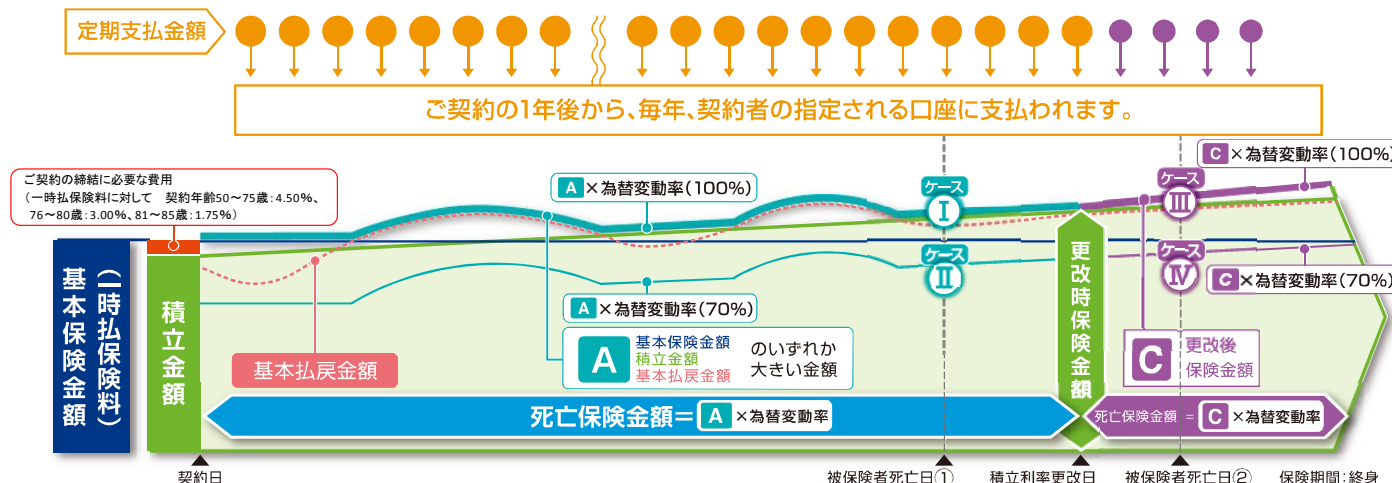 定期支払金額
ご契約の1年後から、毎年、契約者の指定される口座に支払われます。
ご契約の締結に必要な費用
（一時払保険料に対して　契約年齢50〜75歳：4.50％、
76〜80歳：3.00％、81〜85歳：1.75％）
A×為替変動率（100％）
ケース
Ⅰ
ケース
Ⅲ
C×為替変動率（100％）
ケース
Ⅱ
ケース
Ⅳ
C×為替変動率（70％）
A×為替変動率（70％）
基本保険金額
（一時払保険料）
積立金額
基本払戻金額
A
基本保険金額
積立金額
基本払戻金額
のいずれか
大きい金額
更改時保険金額
C
更改後
保険金額
死亡保険金額＝A×為替変動率
死亡保険金額＝C×為替変動率
契約日
被保険者死亡日①
積立利率更改日
被保険者死亡日②
保険期間：終身